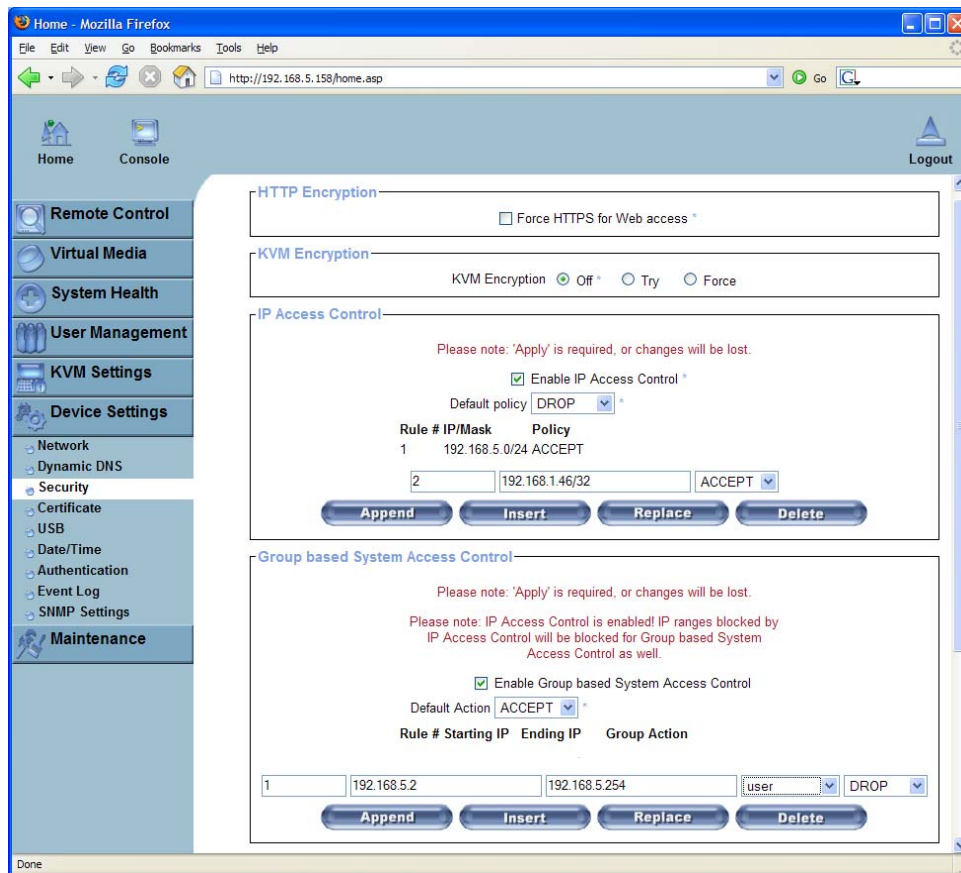 Home - Mozilla Firefox
File Edit View Go Bookmarks Tools Help
http://192.168.5.158/home.asp Go G
Home Console Logout
Remote Control
Virtual Media
System Health
User Management
KVM Settings
Device Settings
Network
Dynamic DNS
Security
Certificate
USB
Date/Time
Authentication
Event Log
SNMP Settings
Maintenance
HTTP Encryption
Force HTTPS for Web access *
KVM Encryption
KVM Encryption Off * Try Force
IP Access Control
Please note: 'Apply' is required, or changes will be lost.
Enable IP Access Control *
Default policy DROP *
Rule # IP/Mask Policy
1 192.168.5.0/24 ACCEPT
2 192.168.1.46/32 ACCEPT
Append Insert Replace Delete
Group based System Access Control
Please note: 'Apply' is required, or changes will be lost.
Please note: IP Access Control is enabled! IP ranges blocked by
IP Access Control will be blocked for Group based System
Access Control as well.
Enable Group based System Access Control
Default Action ACCEPT *
Rule # Starting IP Ending IP Group Action
1 192.168.5.2 192.168.5.254 user DROP
Append Insert Replace Delete
Done